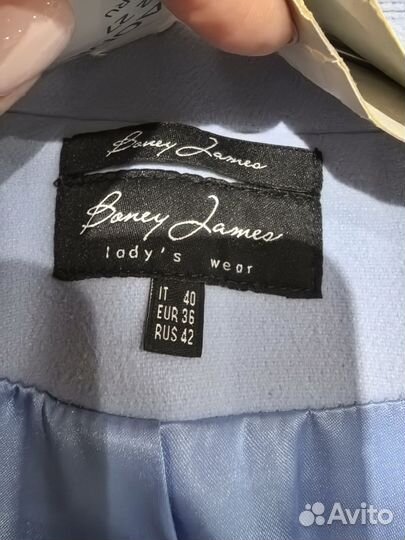 Boney James
Boney James
lady's wear
IT 40
EUR 36
RUS 42
Avito